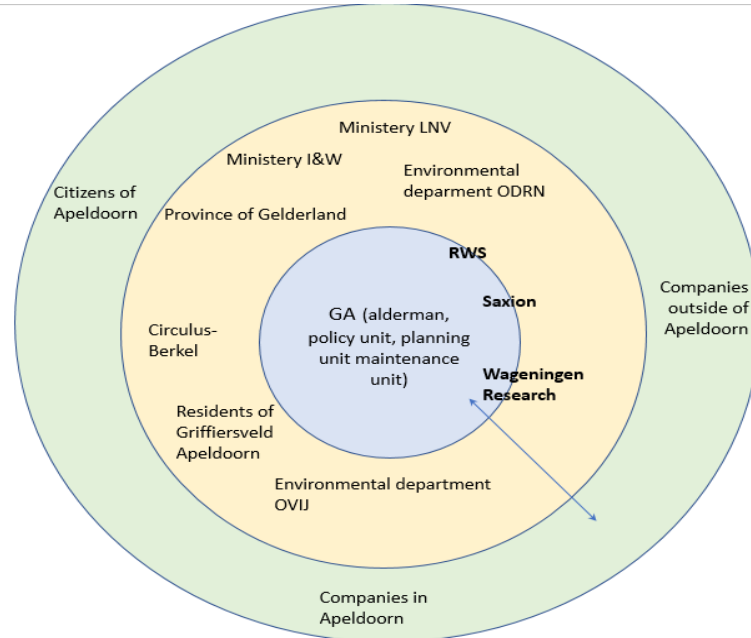 Ministery LNV
Ministery I&W
Environmental
deparment ODRN
Citizens of
Apeldoorn
Province of Gelderland
RWS
Saxion
Companies
outside of
Apeldoorn
GA (alderman,
policy unit, planning
unit maintenance
unit)
Circulus-
Berkel
Wageningen
Research
Residents of
Griffiersveld
Apeldoorn
Environmental department
OVIJ
Companies in
Apeldoorn